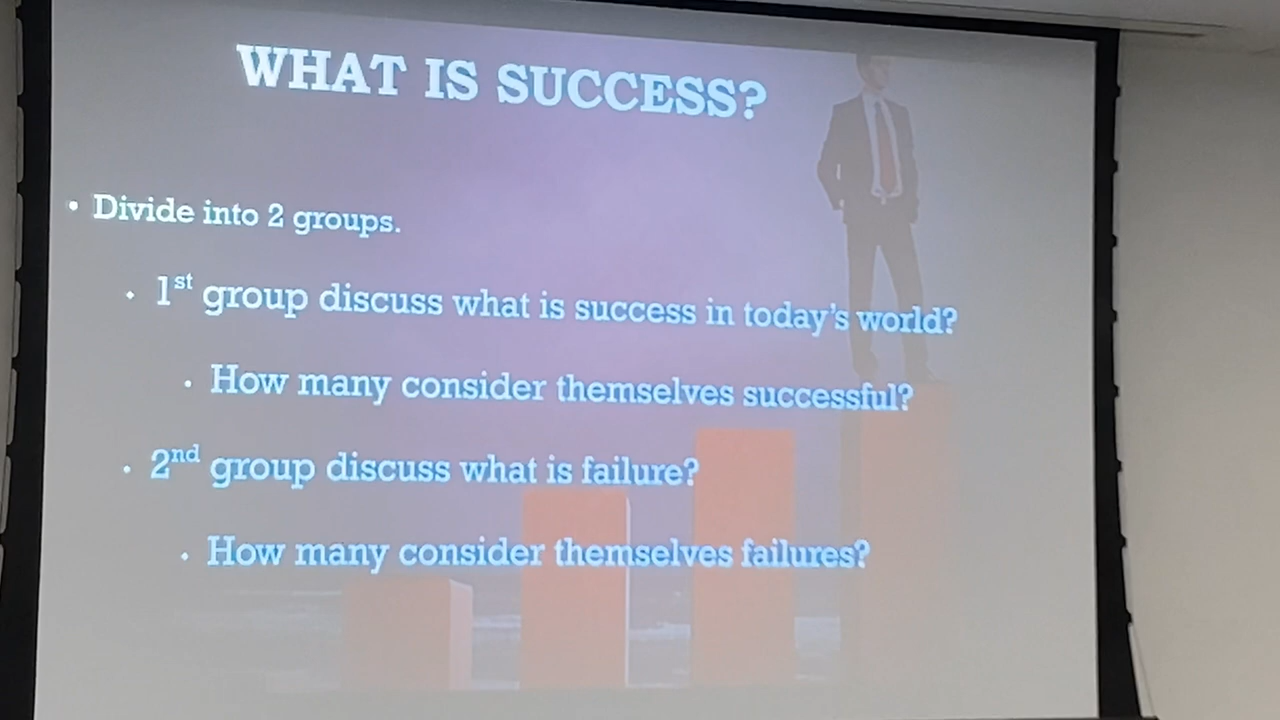 WHAT IS SUCCESS?
• Divide into 2 groups.
• 1st group discuss what is success in today's world?
• How many consider themselves successful?
• 2nd group discuss what is failure?
• How many consider themselves failures?